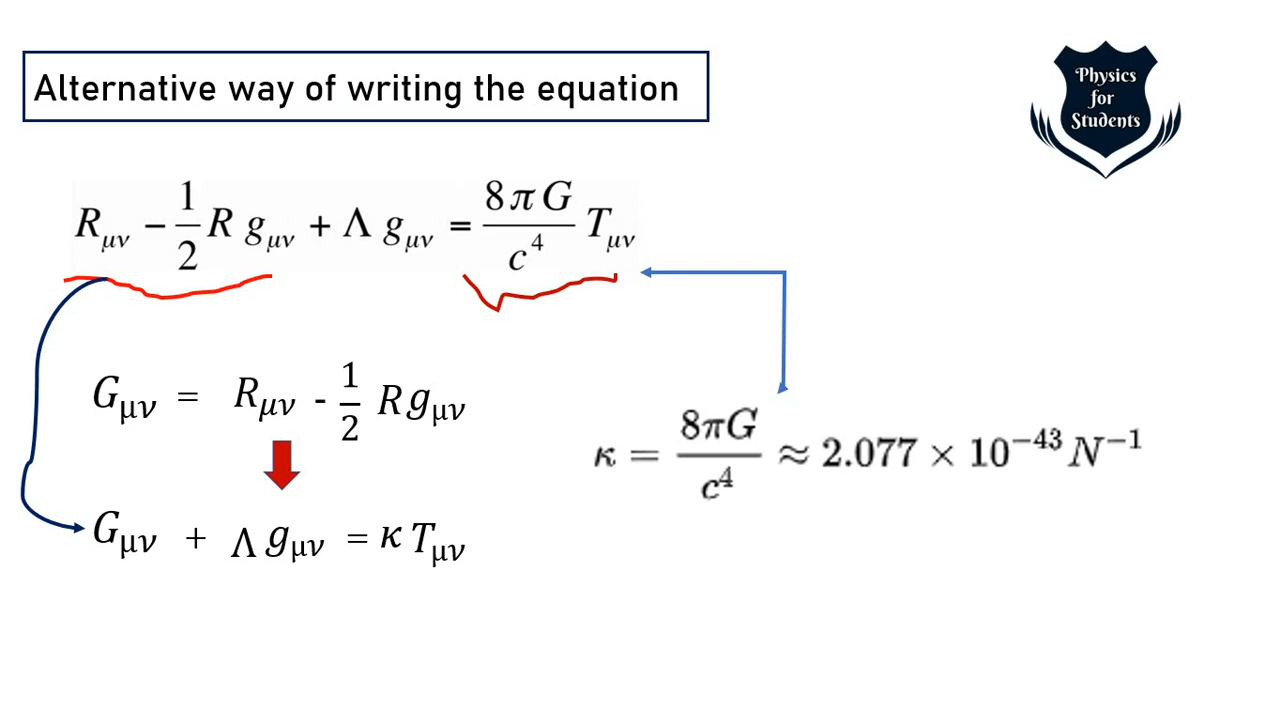 Alternative way of writing the equation
Physics
for
Students
R_μν − 1/2 R g_μν + Λ g_μν = 8πG/c⁴ T_μν
G_μν = R_μν - 1/2 R g_μν
κ = 8πG/c⁴ ≈ 2.077 × 10⁻⁴³ N⁻¹
G_μν + Λ g_μν = κ T_μν